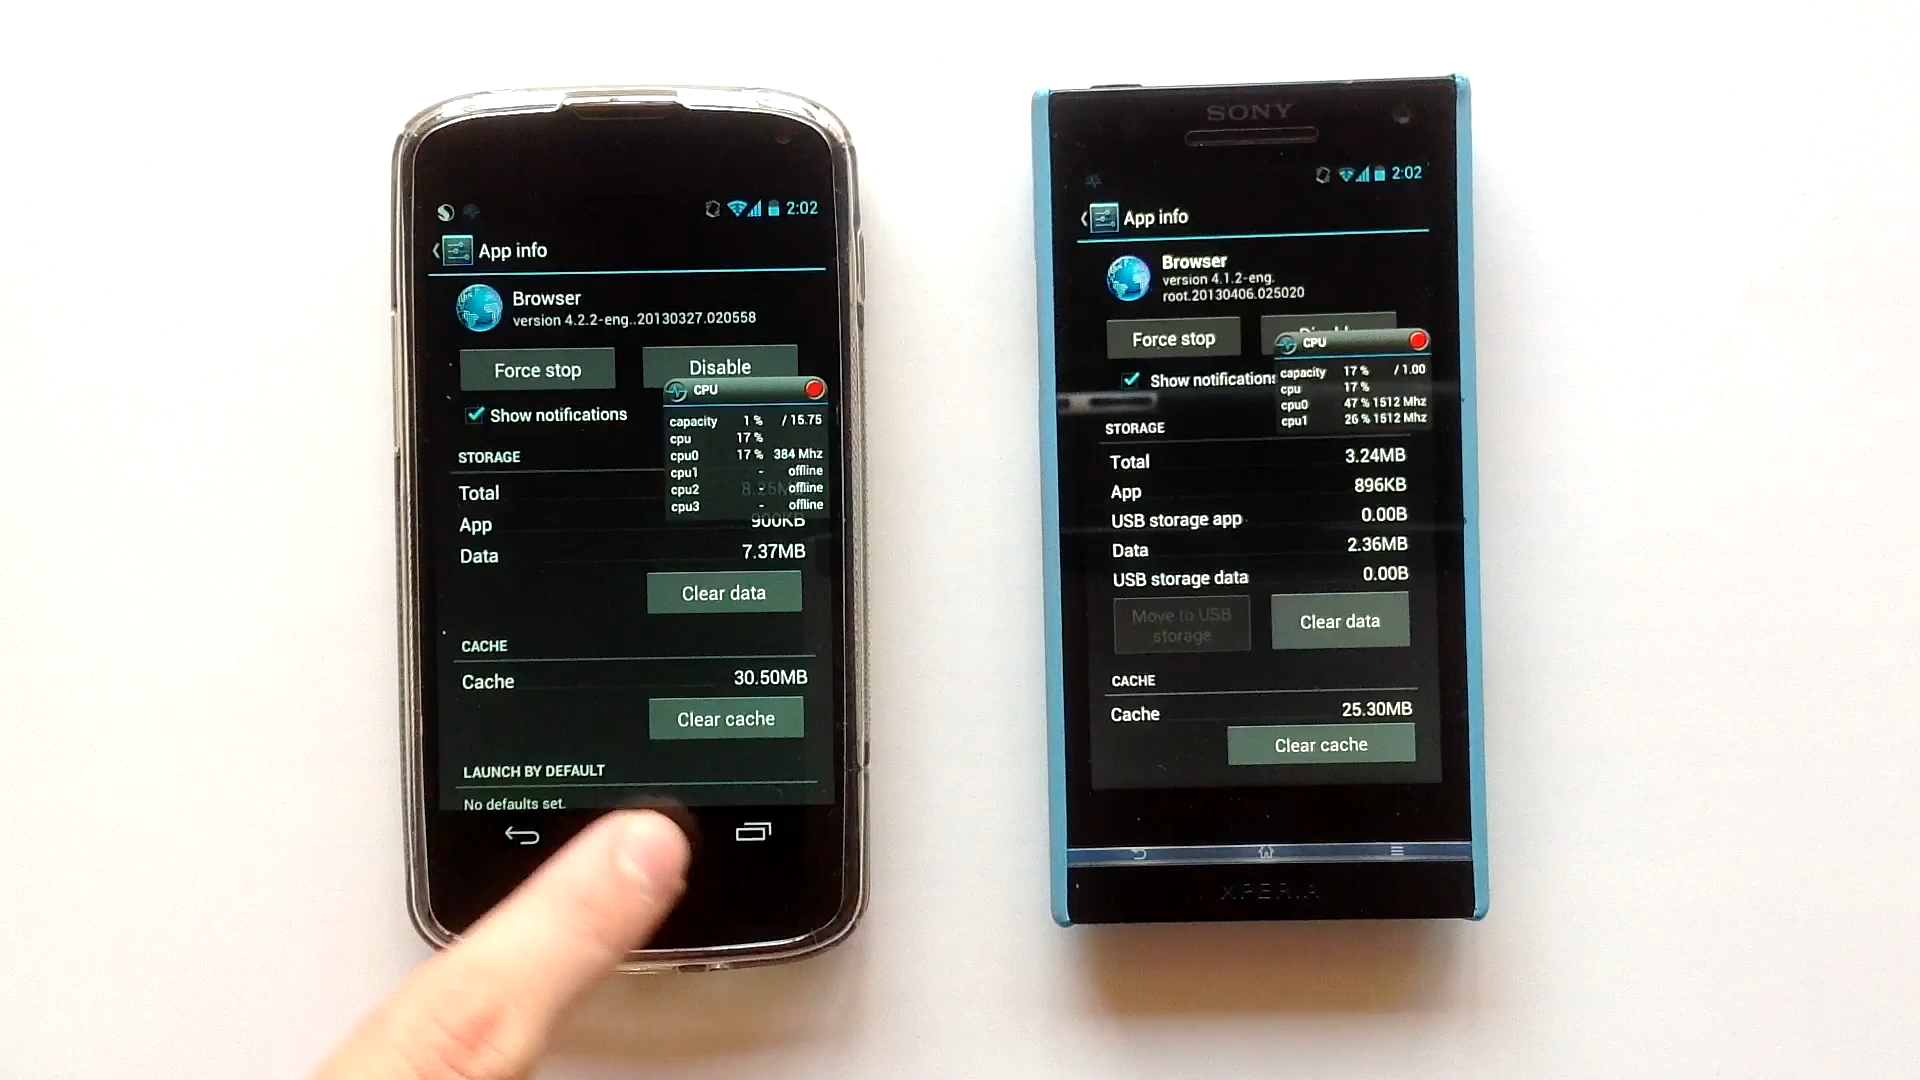 2:02
App info
Browser
version 4.2.2-eng..20130327.020558
Force stop
Disable
CPU
Show notifications
capacity 1 % / 15.75
cpu 17 %
cpu0 17 % 384 Mhz
cpu1 - offline
cpu2 - offline
cpu3 - offline
STORAGE
Total
App 900KB
Data 7.37MB
Clear data
CACHE
Cache 30.50MB
Clear cache
LAUNCH BY DEFAULT
No defaults set.
SONY
2:02
App info
Browser
version 4.1.2-eng.
root.20130406.025020
Force stop
CPU
Show notifications
capacity 17 % / 1.00
cpu 17 %
cpu0 47 % 1512 Mhz
cpu1 26 % 1512 Mhz
STORAGE
Total 3.24MB
App 896KB
USB storage app 0.00B
Data 2.36MB
USB storage data 0.00B
Move to USB
storage
Clear data
CACHE
Cache 25.30MB
Clear cache
XPERIA